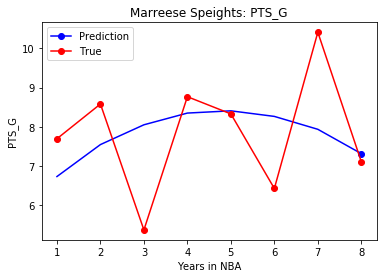 Marreese Speights: PTS_G
Prediction
True
PTS_G
10
9
8
7
6
1 2 3 4 5 6 7 8
Years in NBA